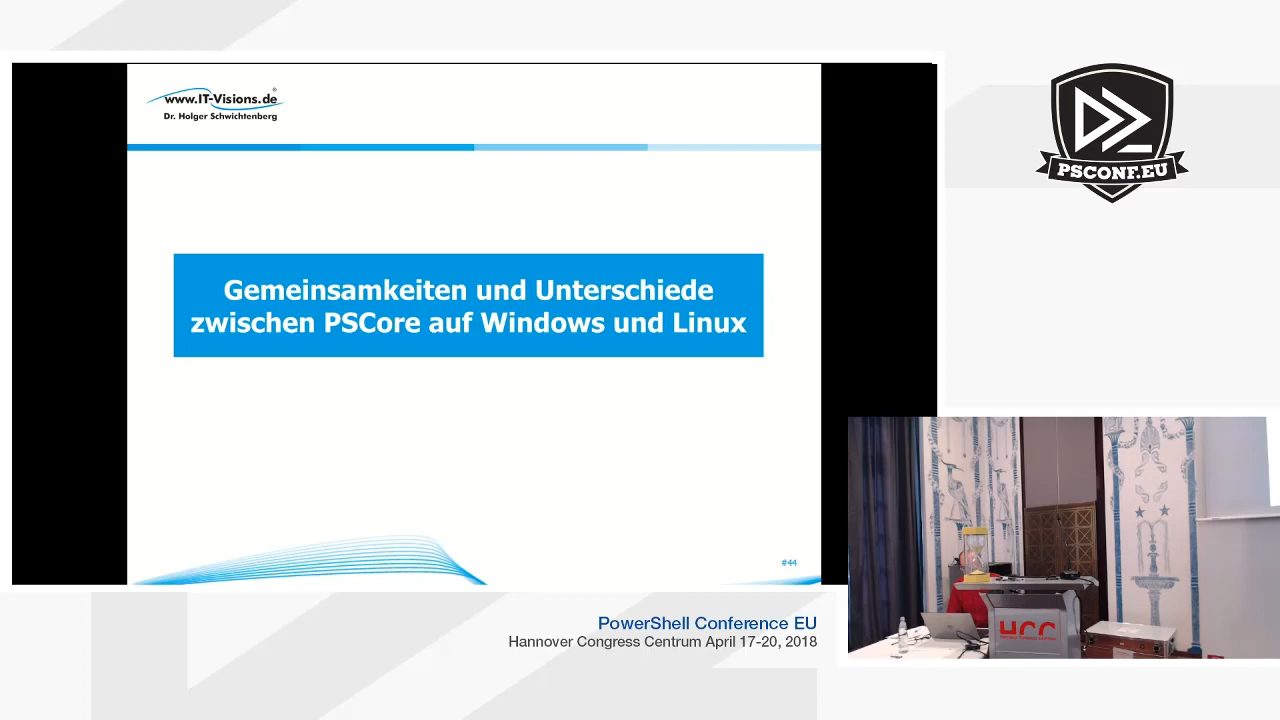 www.IT-Visions.de
®
Dr. Holger Schwichtenberg
Gemeinsamkeiten und Unterschiede
zwischen PSCore auf Windows und Linux
#44
PSCONF.EU
HCC
PowerShell Conference EU
Hannover Congress Centrum April 17-20, 2018